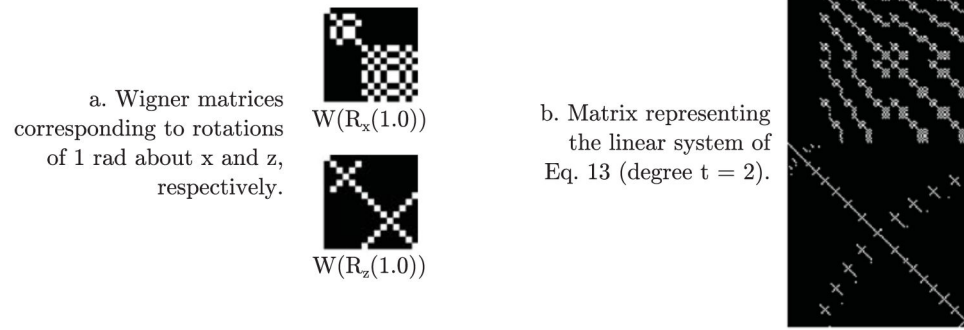 a. Wigner matrices
corresponding to rotations
of 1 rad about x and z,
respectively.
W(Rₓ(1.0))
W(R_z(1.0))
b. Matrix representing
the linear system of
Eq. 13 (degree t = 2).